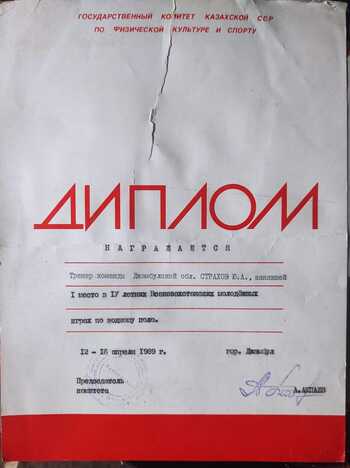 ГОСУДАРСТВЕННЫЙ КОМИТЕТ КАЗАХСКОЙ ССР
ПО ФИЗИЧЕСКОЙ КУЛЬТУРЕ И СПОРТУ
ДИПЛОМ
НАГРАЖДАЕТСЯ
Тренер команды Джамбулской обл. СТРАХОВ Ю.А., занявшей
I место в IУ летних Всеказахстанских молодёжных
играх по водному поло.
12 - 16 апреля 1989 г. гор. Джамбул
Председатель
комитета
А.